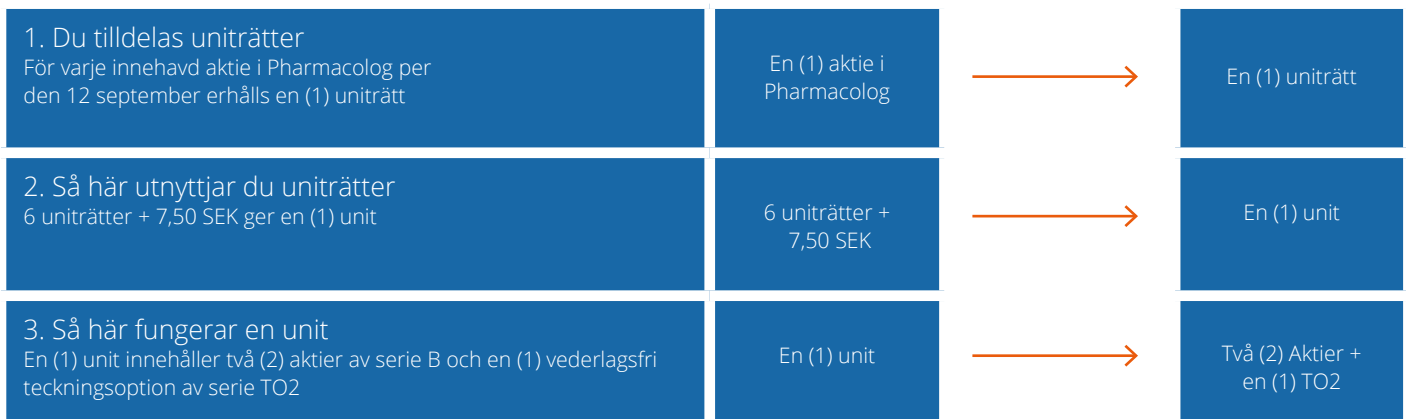 1. Du tilldelas uniträtter
För varje innehavd aktie i Pharmacolog per
den 12 september erhålls en (1) uniträtt
En (1) aktie i
Pharmacolog
En (1) uniträtt
2. Så här utnyttjar du uniträtter
6 uniträtter + 7,50 SEK ger en (1) unit
6 uniträtter +
7,50 SEK
En (1) unit
3. Så här fungerar en unit
En (1) unit innehåller två (2) aktier av serie B och en (1) vederlagsfri
teckningsoption av serie TO2
En (1) unit
Två (2) Aktier +
en (1) TO2